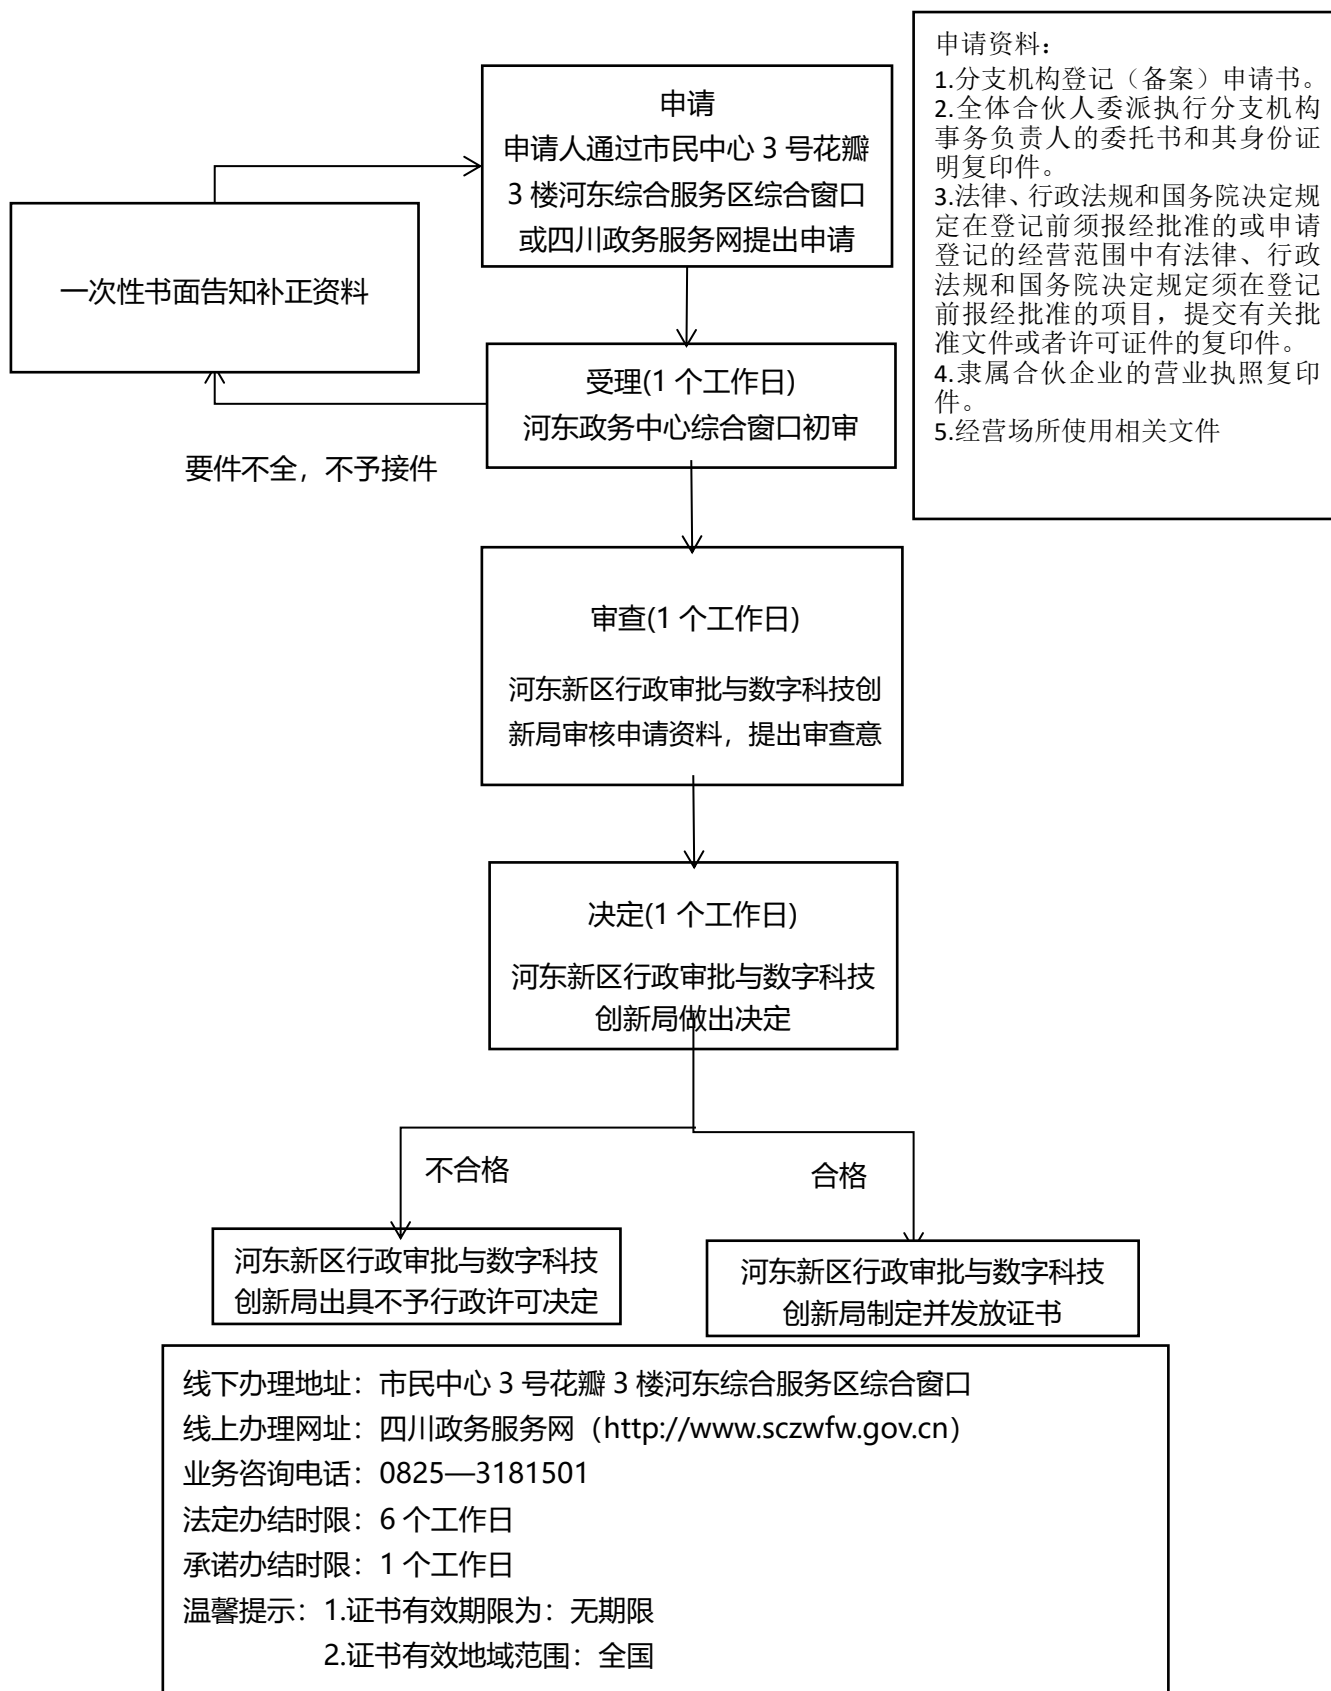 申请
申请人通过市民中心 3 号花瓣
3 楼河东综合服务区综合窗口
或四川政务服务网提出申请
申请资料：
1.分支机构登记（备案）申请书。
2.全体合伙人委派执行分支机构
事务负责人的委托书和其身份证
明复印件。
3.法律、行政法规和国务院决定规
定在登记前须报经批准的或申请
登记的经营范围中有法律、行政
法规和国务院决定规定须在登记
前报经批准的项目，提交有关批
准文件或者许可证件的复印件。
4.隶属合伙企业的营业执照复印
件。
5.经营场所使用相关文件
一次性书面告知补正资料
受理(1 个工作日)
河东政务中心综合窗口初审
要件不全，不予接件
审查(1 个工作日)
河东新区行政审批与数字科技创
新局审核申请资料，提出审查意
决定(1 个工作日)
河东新区行政审批与数字科技
创新局做出决定
不合格
合格
河东新区行政审批与数字科技
创新局出具不予行政许可决定
河东新区行政审批与数字科技
创新局制定并发放证书
线下办理地址：市民中心 3 号花瓣 3 楼河东综合服务区综合窗口
线上办理网址：四川政务服务网（http://www.sczwfw.gov.cn）
业务咨询电话：0825—3181501
法定办结时限：6 个工作日
承诺办结时限：1 个工作日
温馨提示：1.证书有效期限为：无期限
2.证书有效地域范围：全国